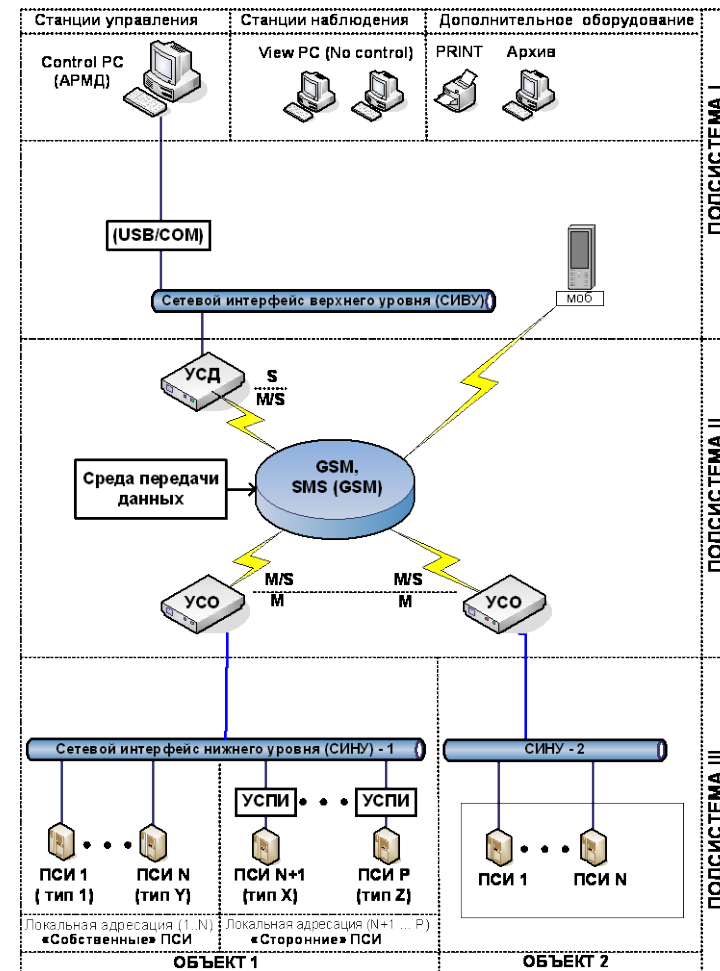 Станции управления
Станции наблюдения
Дополнительное оборудование
Control PC
(АРМД)
View PC (No control)
PRINT
Архив
ПОДСИСТЕМА I
(USB/COM)
моб
Сетевой интерфейс верхнего уровня (СИВУ)
УСД
S
M/S
ПОДСИСТЕМА II
GSM,
SMS (GSM)
Среда передачи
данных
M/S
M
M/S
M
УСО
УСО
Сетевой интерфейс нижнего уровня (СИНУ) - 1
СИНУ - 2
ПОДСИСТЕМА III
УСПИ
УСПИ
ПСИ 1
( тип 1)
ПСИ N
(тип Y)
ПСИ N+1
(тип X)
ПСИ P
(тип Z)
ПСИ 1
ПСИ N
Локальная адресация (1..N)
«Собственные» ПСИ
Локальная адресация (N+1 ... P)
«Сторонние» ПСИ
ОБЪЕКТ 1
ОБЪЕКТ 2